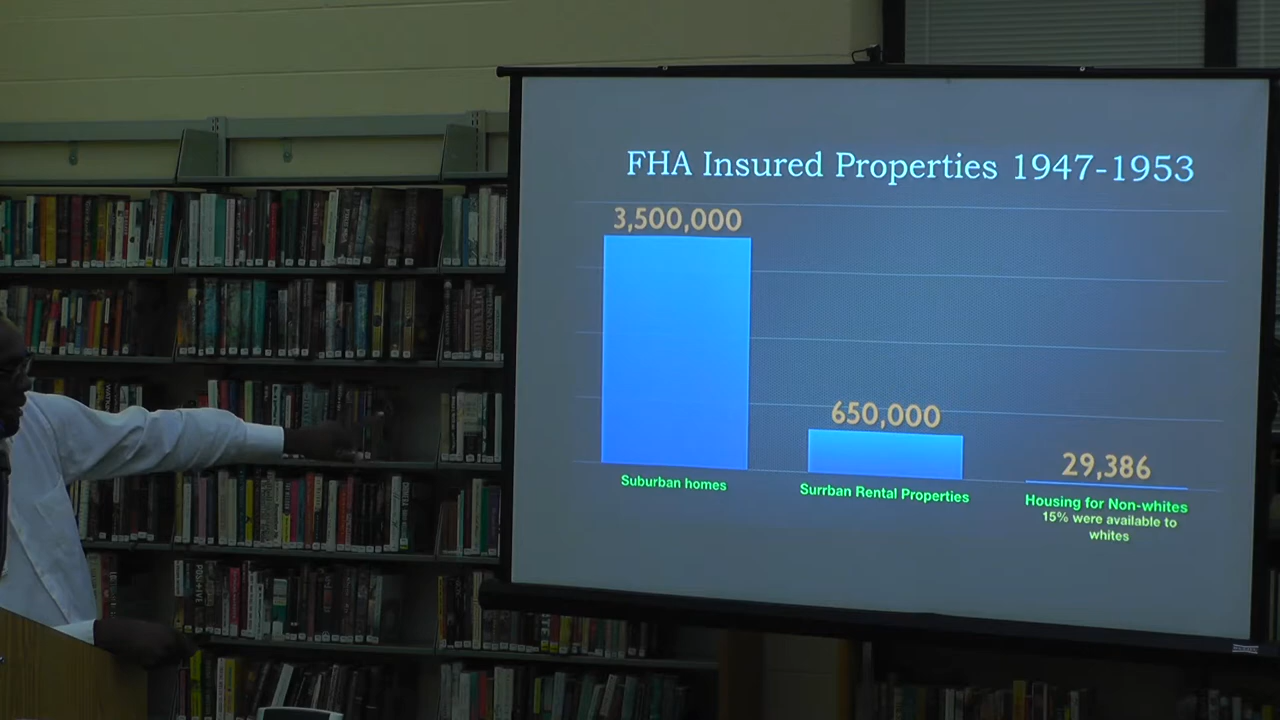 FHA Insured Properties 1947-1953
3,500,000
650,000
29,386
Suburban homes
Surrban Rental Properties
Housing for Non-whites
15% were available to
whites